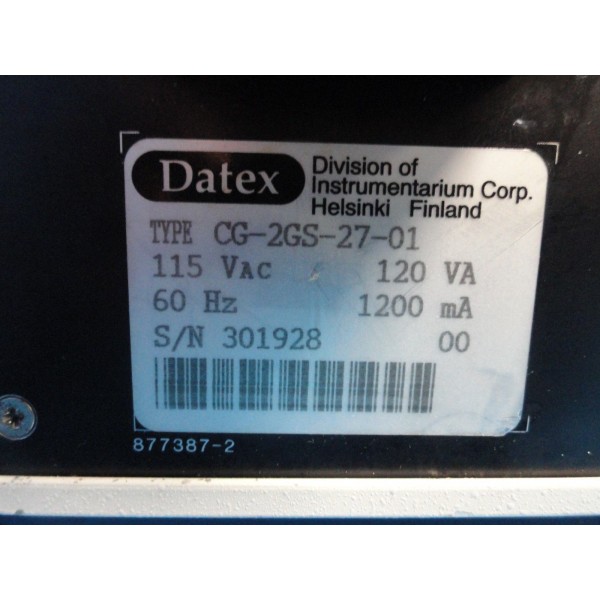 Datex
Division of
Instrumentarium Corp.
Helsinki Finland
TYPE CG-2GS-27-01
115 VAC 120 VA
60 Hz 1200 mA
S/N 301928 00
877387-2